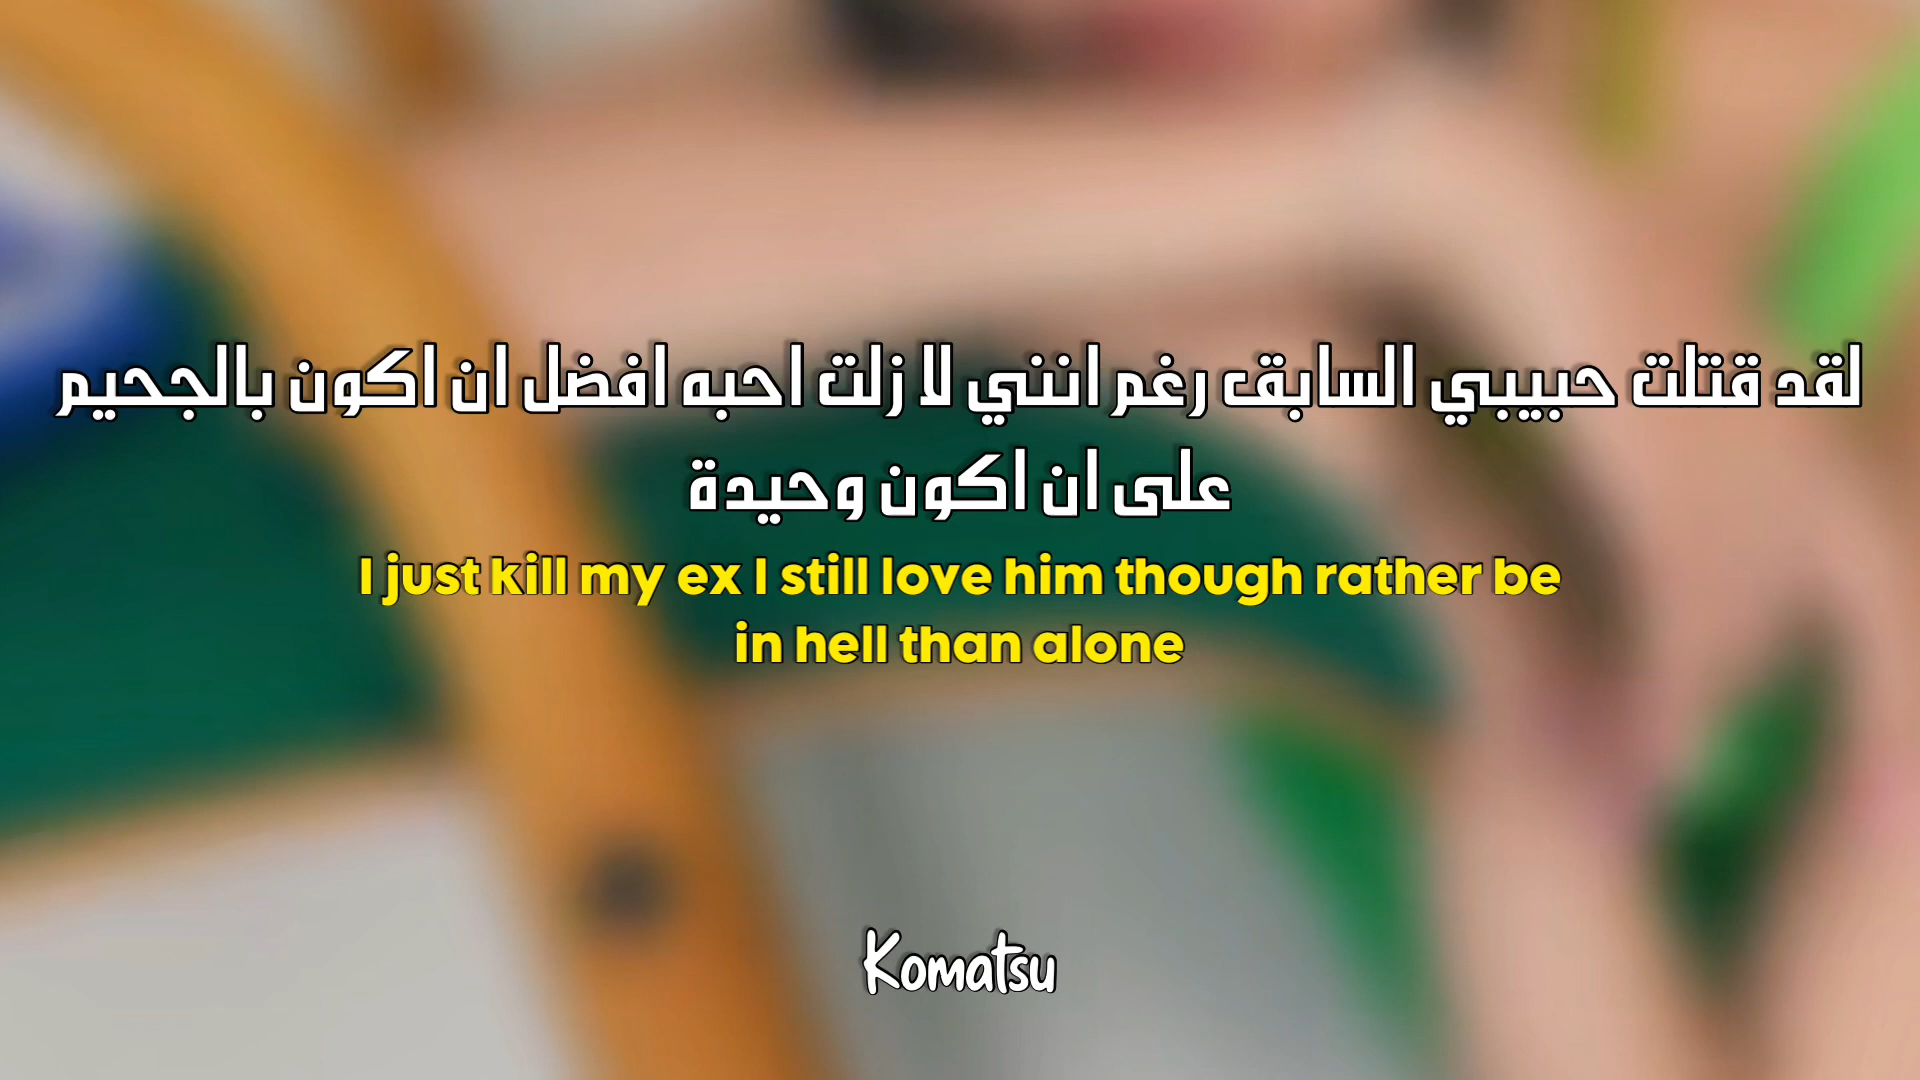 لقد قتلت حبيبي السابق رغم انني لا زلت احبه افضل ان اكون بالجحيم
على ان اكون وحيدة
I just kill my ex I still love him though rather be
in hell than alone
Komatsu